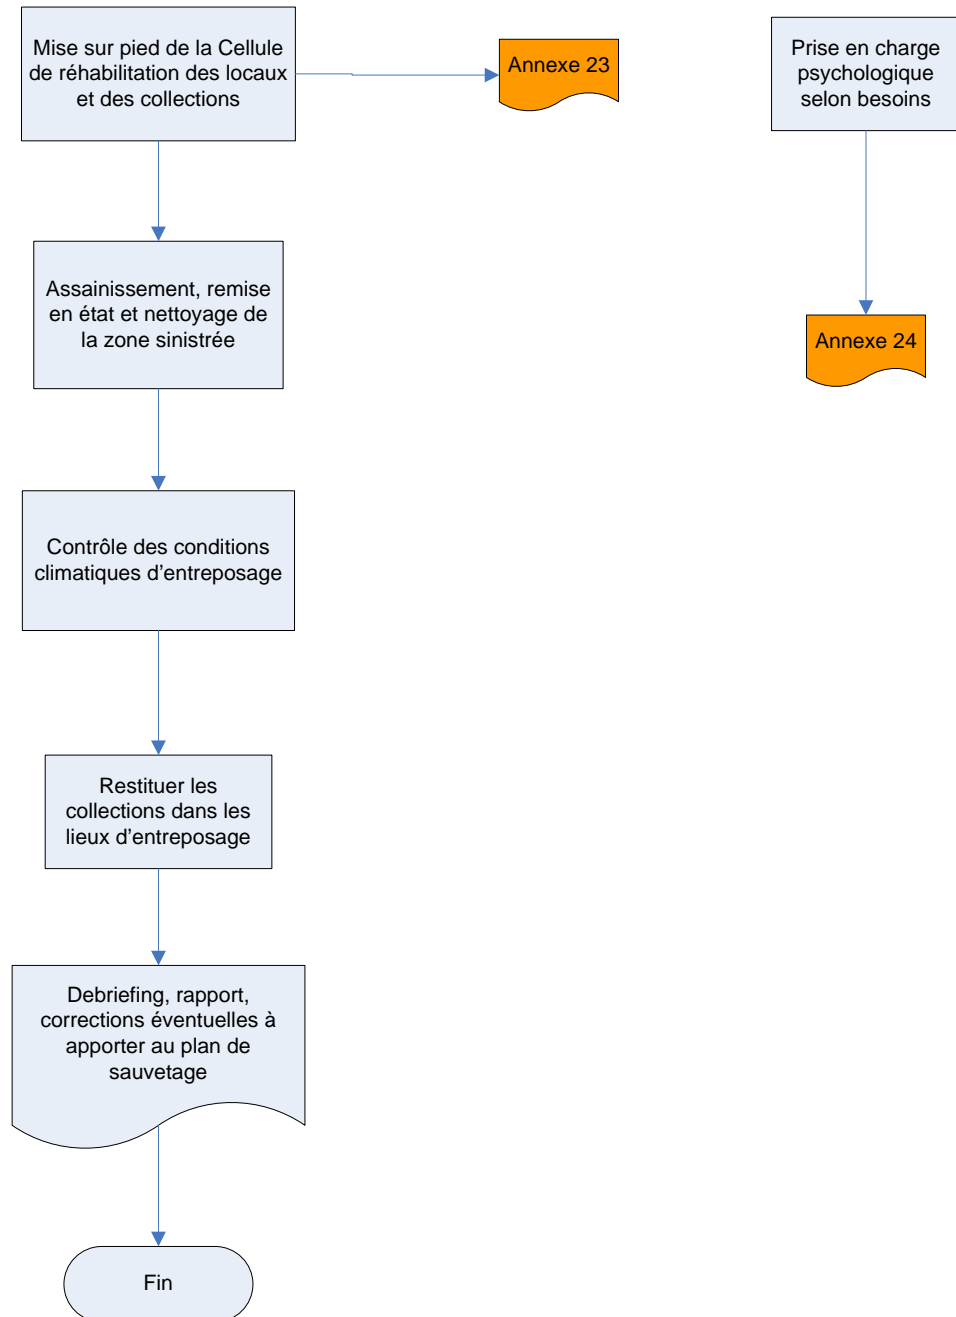 Mise sur pied de la Cellule
de réhabilitation des locaux
et des collections
Annexe 23
Prise en charge
psychologique
selon besoins
Assainissement, remise
en état et nettoyage de
la zone sinistrée
Annexe 24
Contrôle des conditions
climatiques d’entreposage
Restituer les
collections dans les
lieux d’entreposage
Debriefing, rapport,
corrections éventuelles à
apporter au plan de
sauvetage
Fin